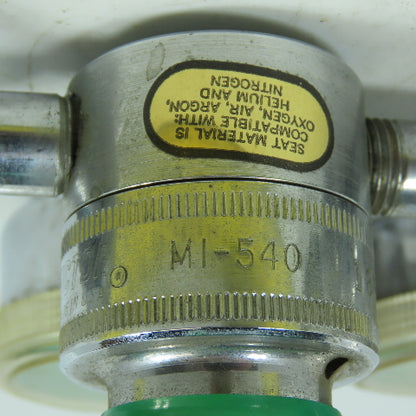 SEAT MATERIAL IS
COMPATIBLE WITH:
OXYGEN, AIR, ARGON,
HELIUM AND
NITROGEN
MI-540